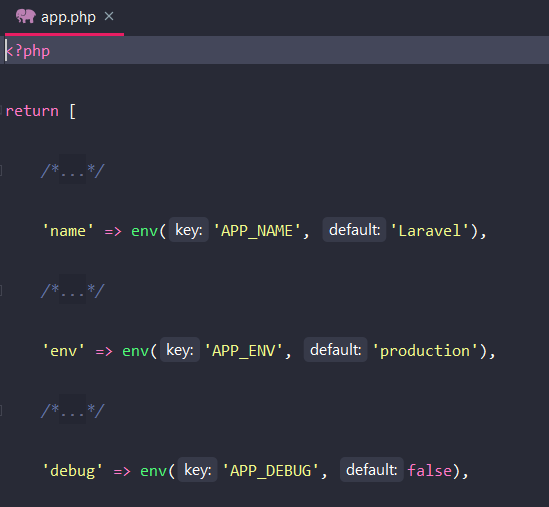 app.php ×
<?php
return [
/*...*/
'name' => env( key: 'APP_NAME', default: 'Laravel'),
/*...*/
'env' => env( key: 'APP_ENV', default: 'production'),
/*...*/
'debug' => env( key: 'APP_DEBUG', default: false),